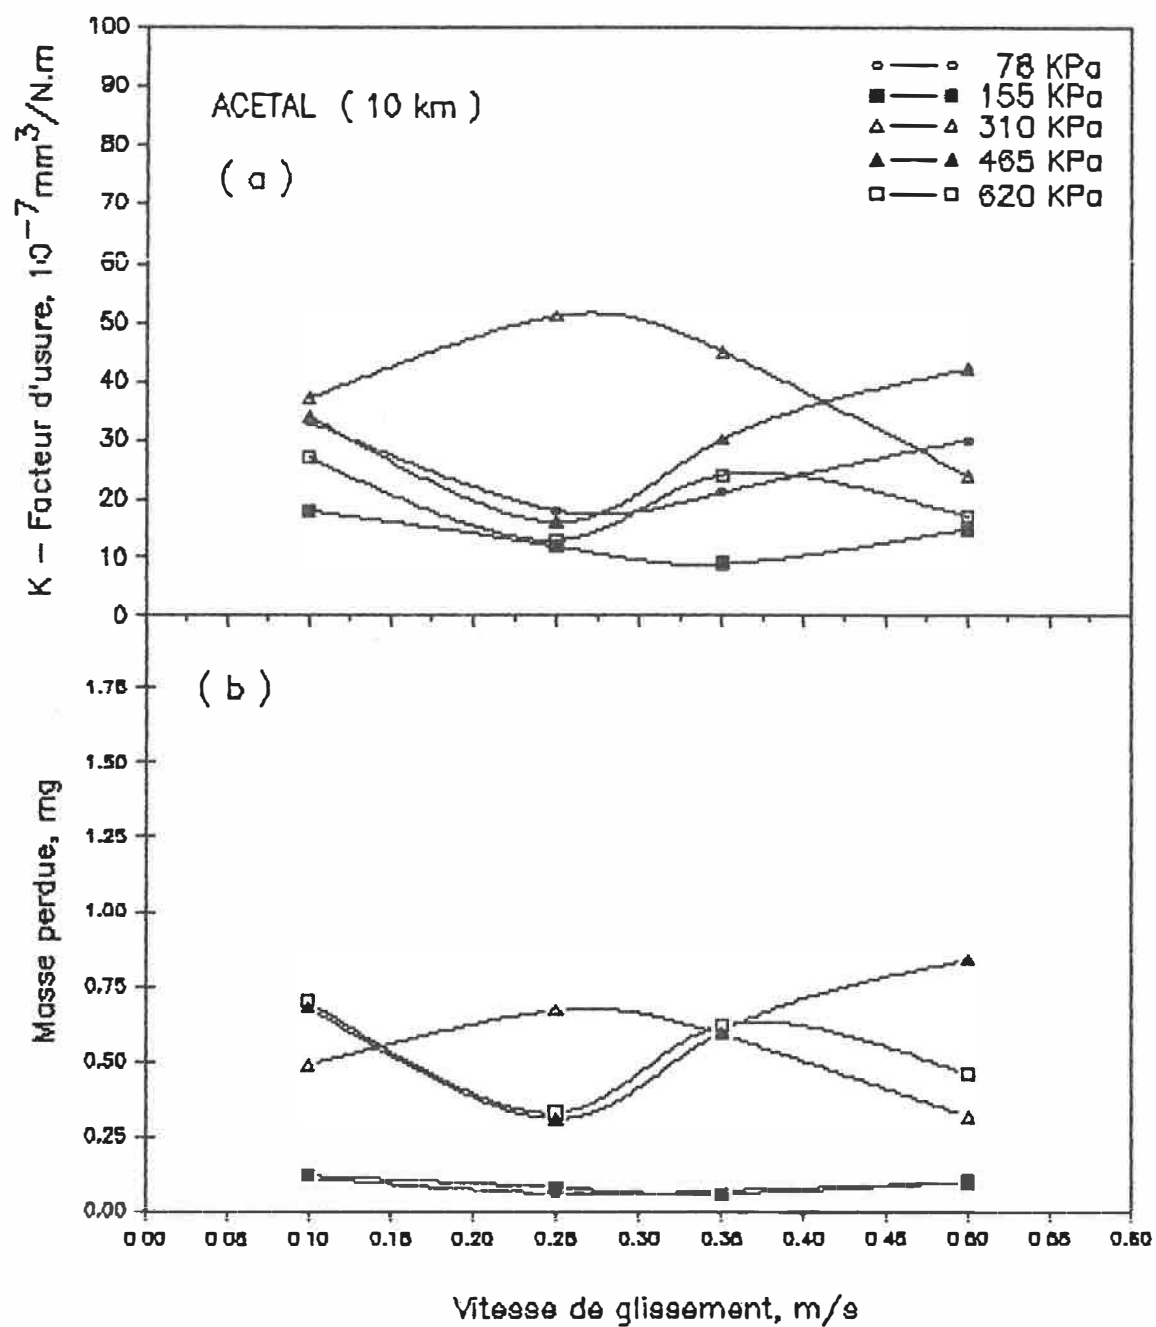 K — Facteur d'usure, 10⁻⁷mm³/N.m
100
90
80
70
60
50
40
30
20
10
0
ACETAL ( 10 km )
( a )
78 KPa
155 KPa
310 KPa
465 KPa
620 KPa
( b )
Masse perdue, mg
1.75
1.50
1.25
1.00
0.75
0.50
0.25
0.00
0.00 0.05 0.10 0.15 0.20 0.25 0.30 0.35 0.40 0.45 0.50 0.55 0.60
Vitesse de glissement, m/s